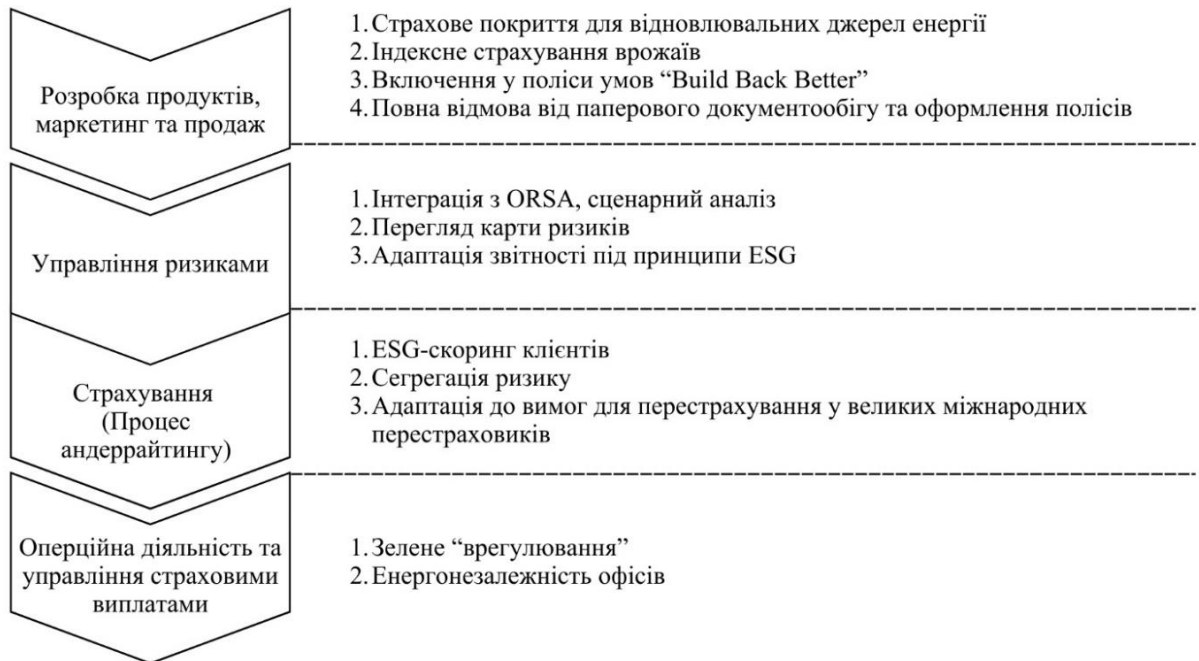 1. Страхове покриття для відновлювальних джерел енергії
2. Індексне страхування врожаїв
3. Включення у поліси умов “Build Back Better”
4. Повна відмова від паперового документообігу та оформлення полісів
Розробка продуктів,
маркетинг та продаж
1. Інтеграція з ORSA, сценарний аналіз
2. Перегляд карти ризиків
3. Адаптація звітності під принципи ESG
Управління ризиками
1. ESG-скоринг клієнтів
2. Сегрегація ризику
3. Адаптація до вимог для перестрахування у великих міжнародних
перестраховиків
Страхування
(Процес
андеррайтингу)
1. Зелене “врегулювання”
2. Енергонезалежність офісів
Оперційна діяльність та
управління страховими
виплатами